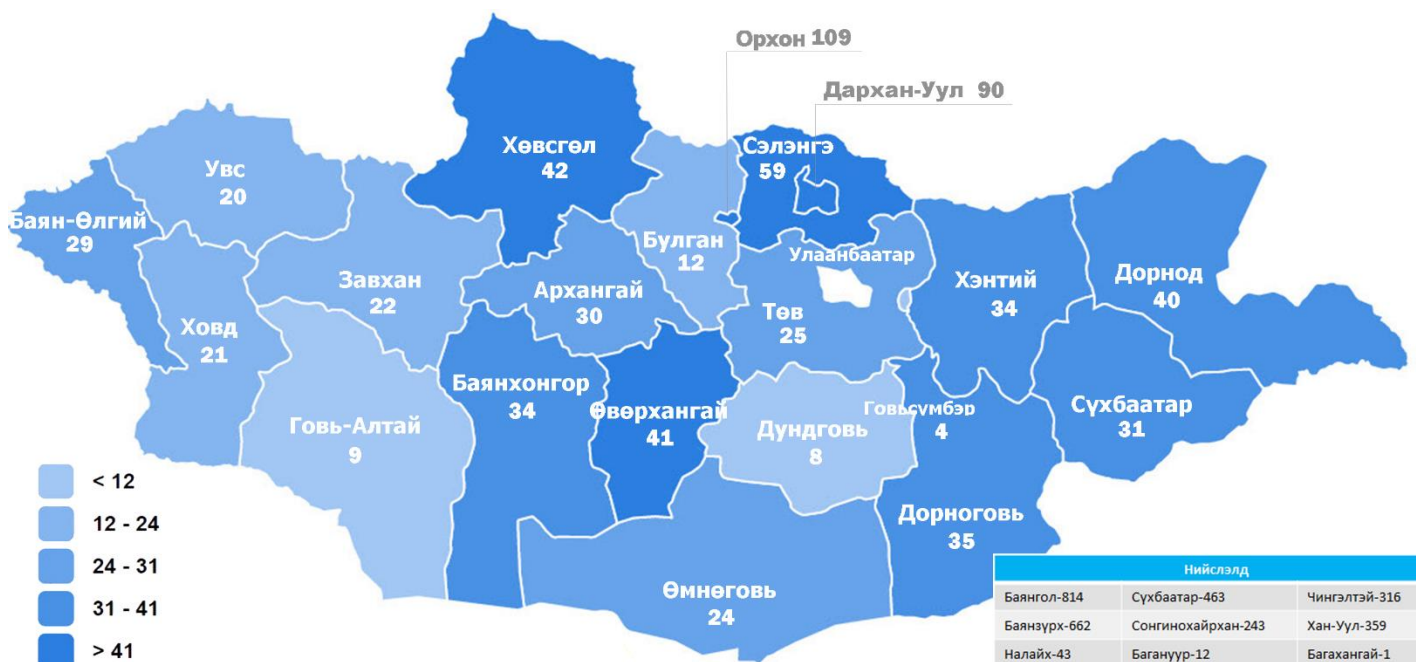 Орхон 109
Дархан-Уул 90
Хөвсгөл
42
Сэлэнгэ
59
Увс
20
Баян-Өлгий
29
Булган
12
Улаанбаатар
Завхан
22
Архангай
30
Хэнтий
34
Дорнод
40
Ховд
21
Төв
25
Баянхонгор
34
Өвөрхангай
41
Говьсүмбэр
4
Сүхбаатар
31
Говь-Алтай
9
Дундговь
8
Дорноговь
35
Өмнөговь
24
< 12
12 - 24
24 - 31
31 - 41
> 41
Нийслэлд
Баянгол-814 Сүхбаатар-463 Чингэлтэй-316
Баянзүрх-662 Сонгинохайрхан-243 Хан-Уул-359
Налайх-43 Багануур-12 Багахангай-1